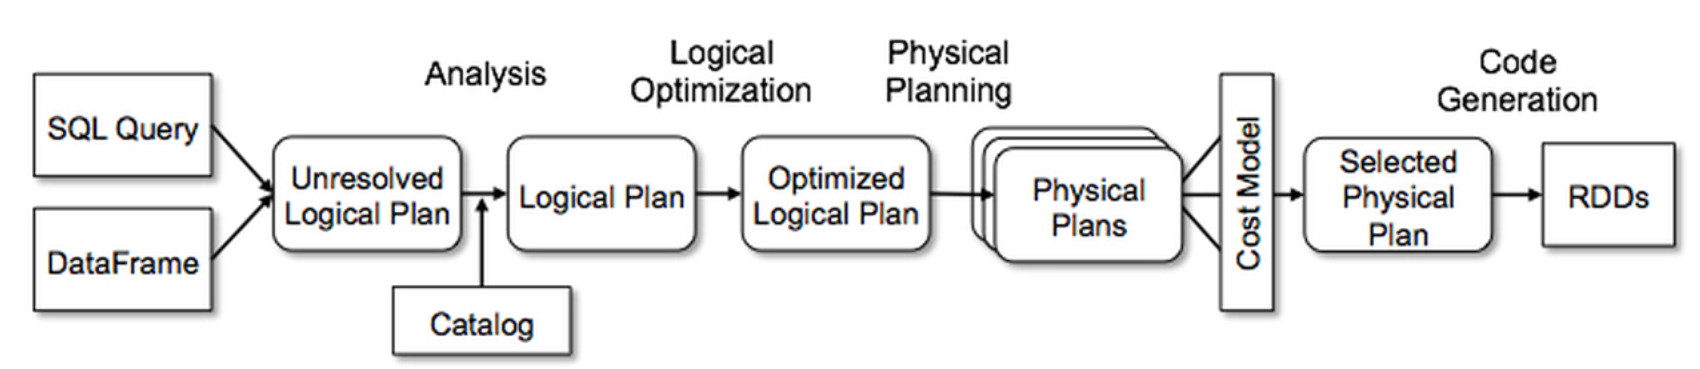 Analysis
Logical
Optimization
Physical
Planning
Code
Generation
SQL Query
DataFrame
Unresolved
Logical Plan
Catalog
Logical Plan
Optimized
Logical Plan
Physical
Plans
Cost Model
Selected
Physical
Plan
RDDs